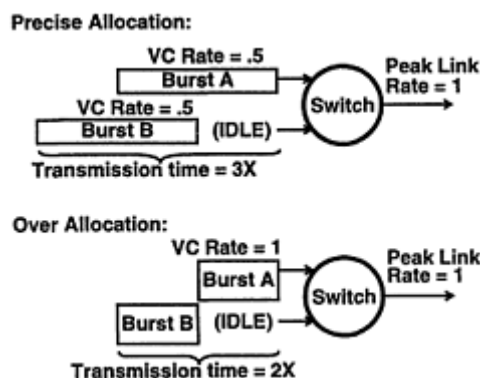 Precise Allocation:
VC Rate = .5
Burst A
Peak Link
Rate = 1
Switch
VC Rate = .5
Burst B
(IDLE)
Transmission time = 3X
Over Allocation:
VC Rate = 1
Burst A
Peak Link
Rate = 1
Switch
Burst B
(IDLE)
Transmission time = 2X